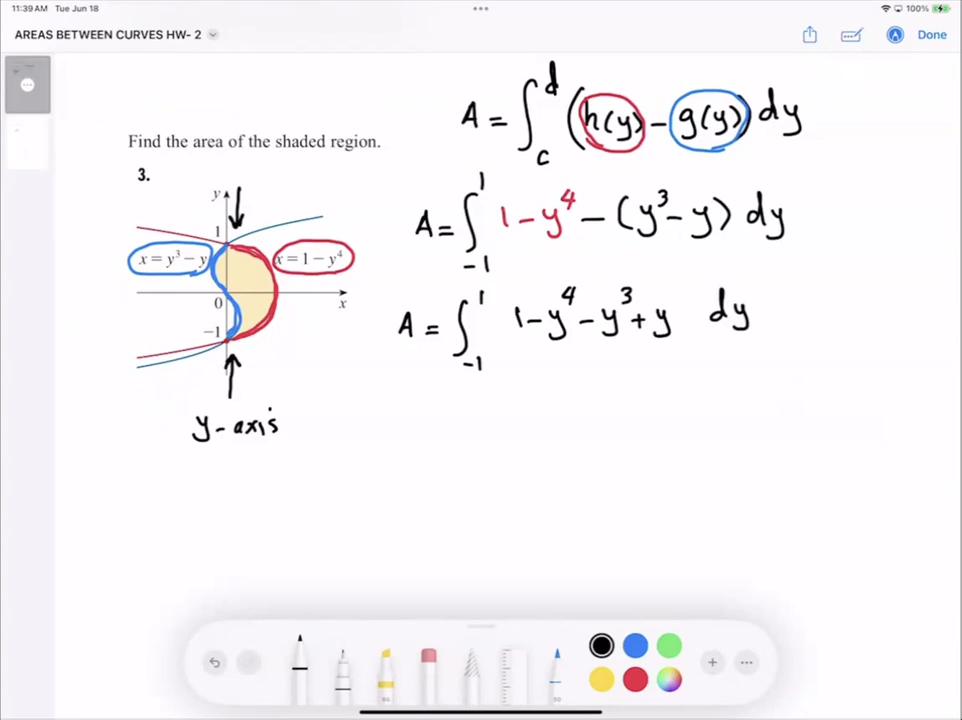 11:39 AM Tue Jun 18
100%
AREAS BETWEEN CURVES HW- 2
Done
Find the area of the shaded region.
3.
y
1
x = y³ − y
x = 1 − y⁴
0
x
−1
y-axis
A = ∫_c^d (h(y) − g(y)) dy
A = ∫_{-1}^1 1 − y⁴ − (y³ − y) dy
A = ∫_{-1}^1 1 − y⁴ − y³ + y dy